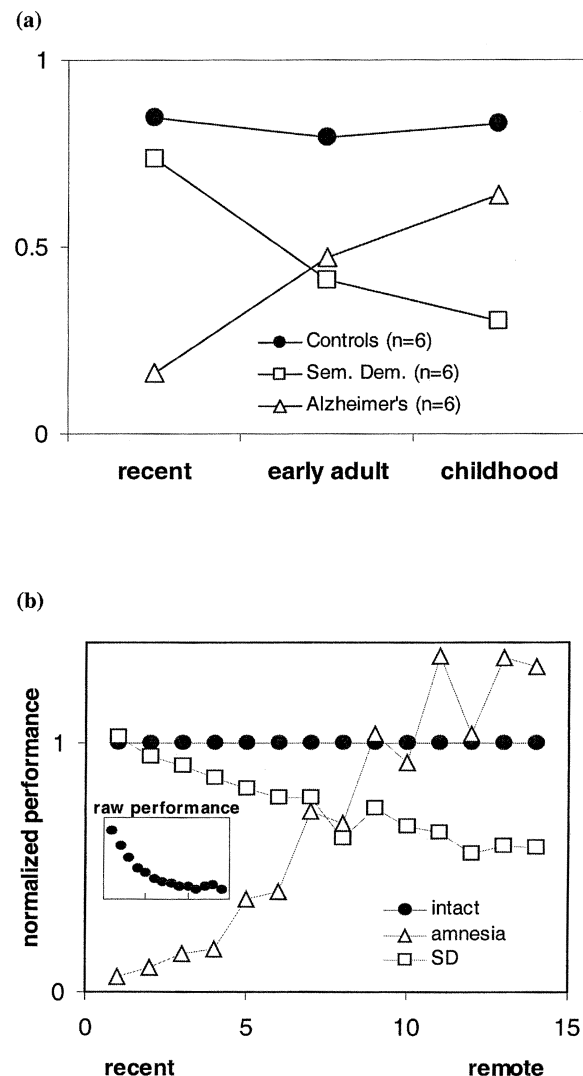 (a)
1
0.5
Controls (n=6)
Sem. Dem. (n=6)
Alzheimer's (n=6)
0
recent early adult childhood
(b)
normalized performance
1
raw performance
intact
amnesia
SD
0
0 5 10 15
recent remote